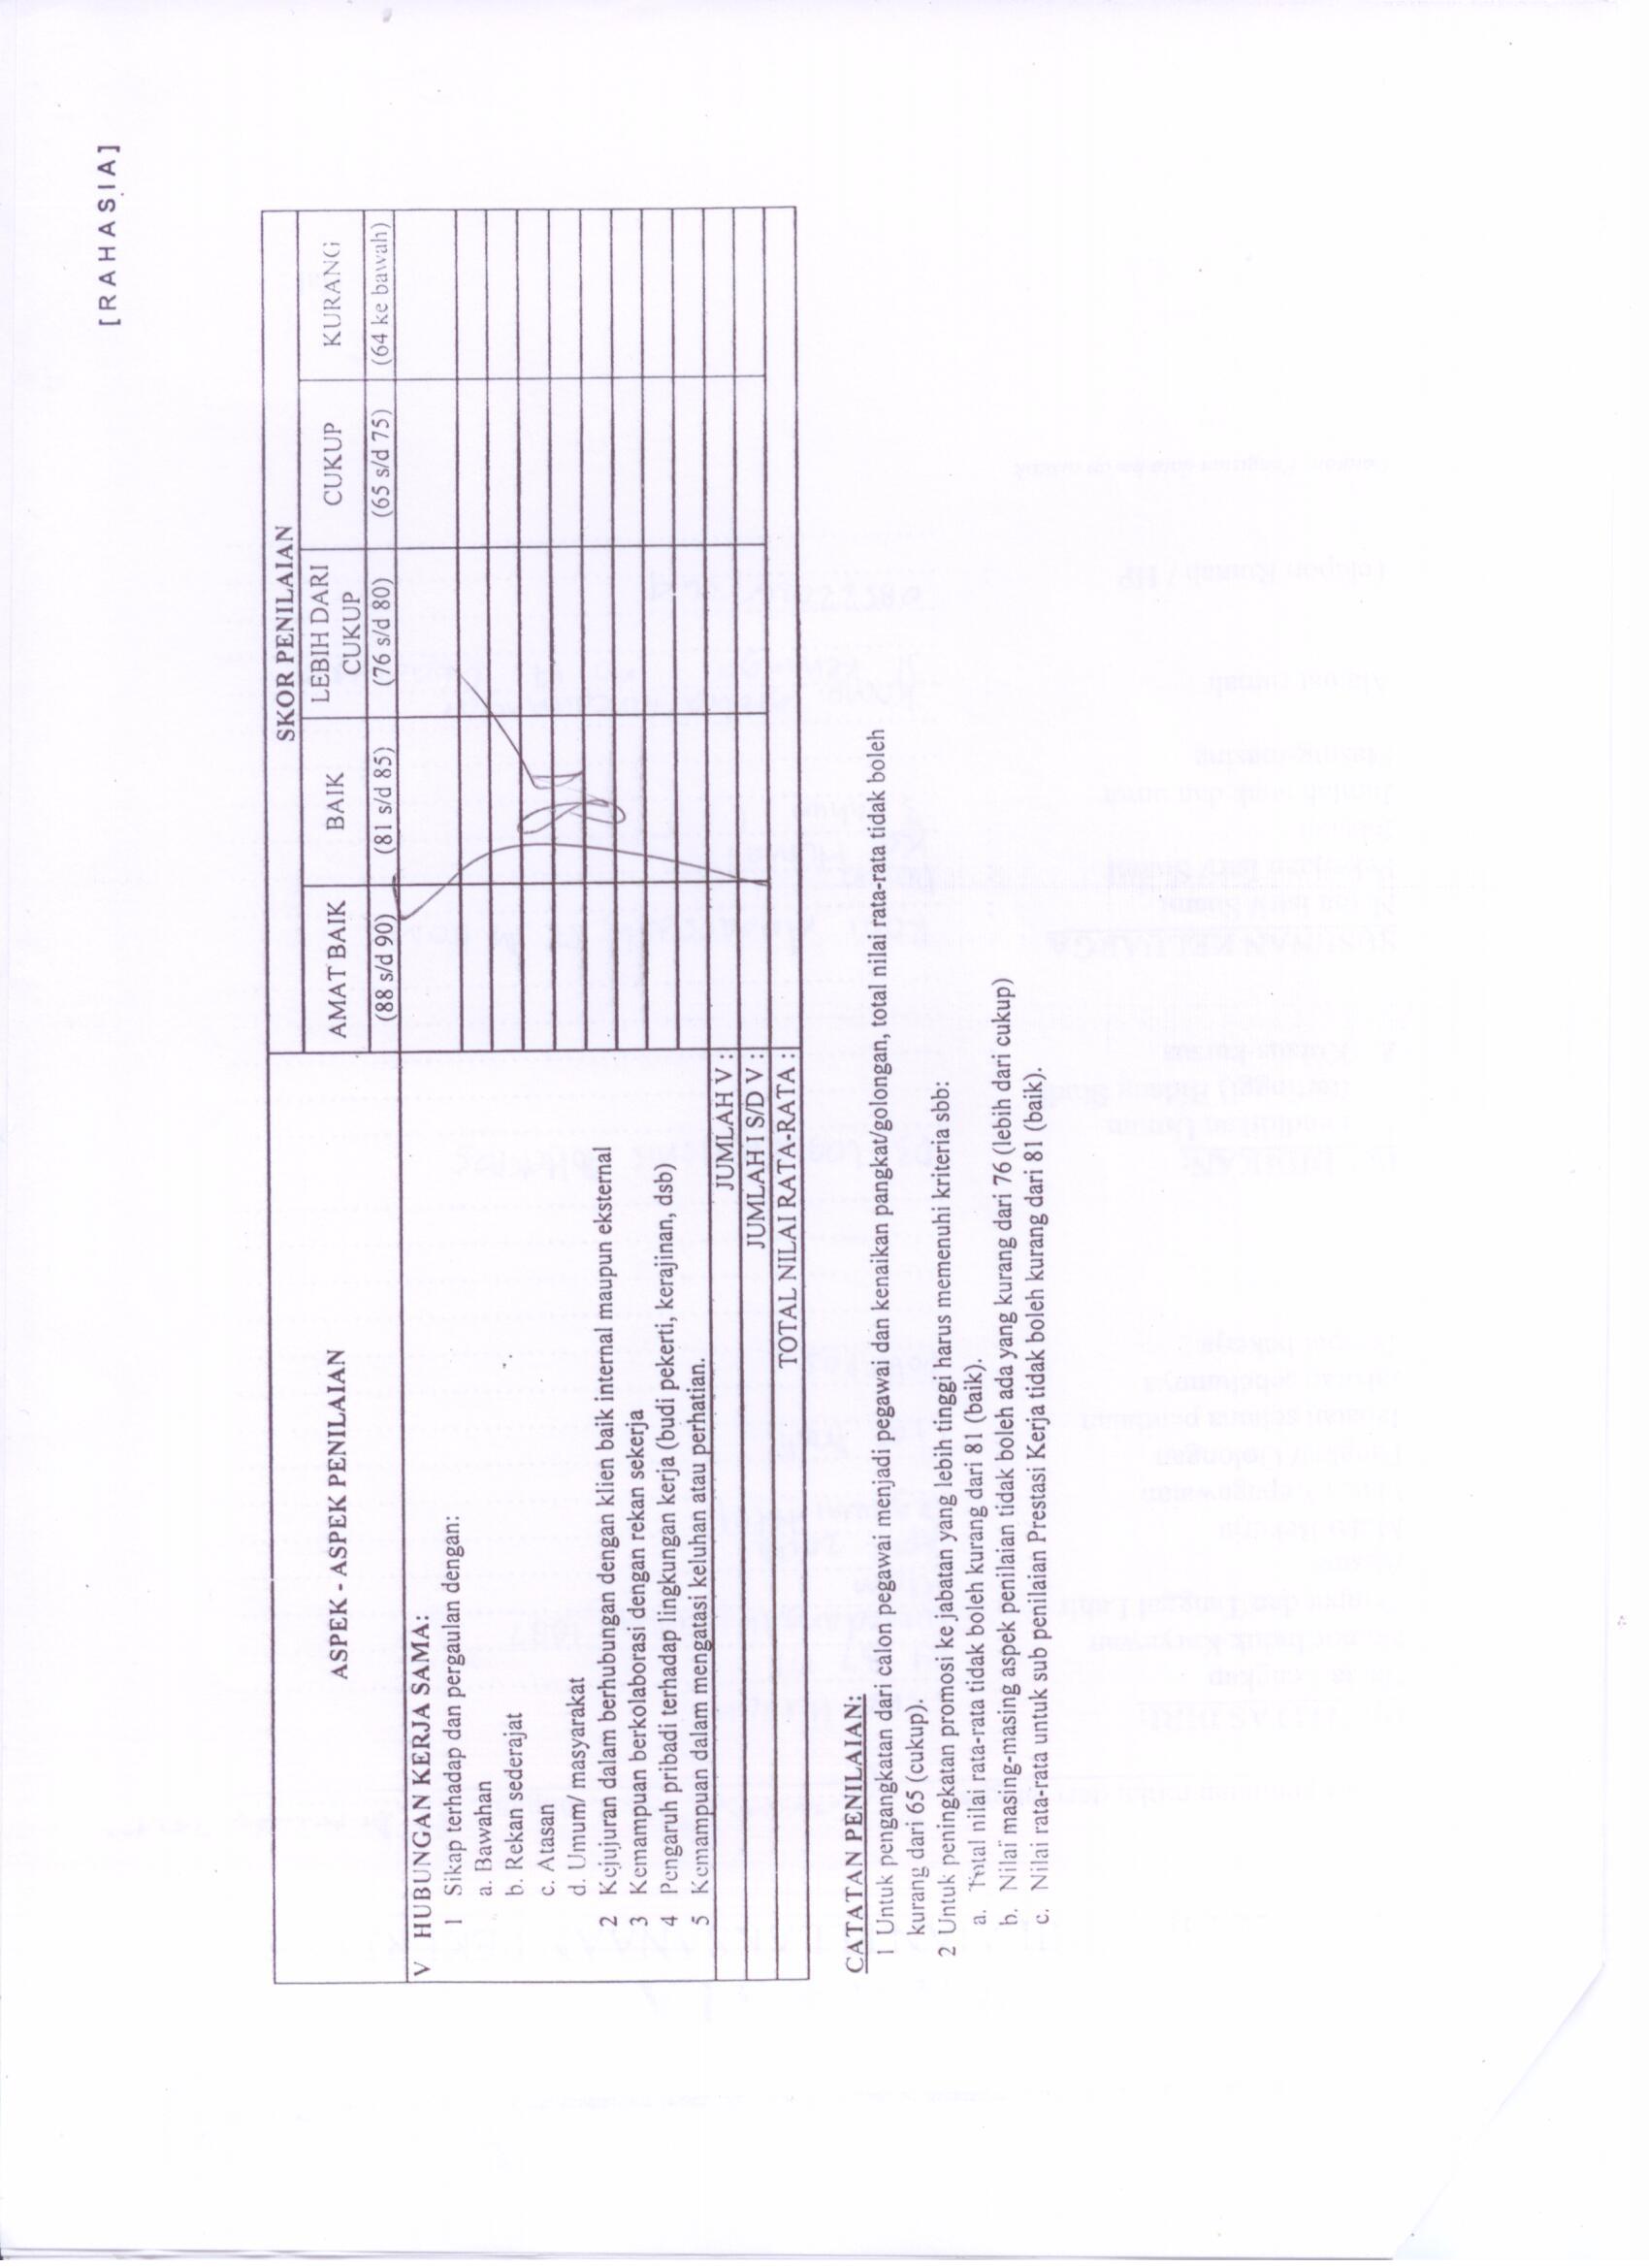 [RAHASIA]
ASPEK - ASPEK PENILAIAN
SKOR PENILAIAN
AMAT BAIK
BAIK
LEBIH DARI
CUKUP
CUKUP
KURANG
(88 s/d 90)
(81 s/d 85)
(76 s/d 80)
(65 s/d 75)
(64 ke bawah)
V HUBUNGAN KERJA SAMA:
1 Sikap terhadap dan pergaulan dengan:
a. Bawahan
b. Rekan sederajat
c. Atasan
d. Umum/ masyarakat
2 Kejujuran dalam berhubungan dengan klien baik internal maupun eksternal
3 Kemampuan berkolaborasi dengan rekan sekerja
4 Pengaruh pribadi terhadap lingkungan kerja (budi pekerti, kerajinan, dsb)
5 Kemampuan dalam mengatasi keluhan atau perhatian.
JUMLAH V :
JUMLAH I S/D V :
TOTAL NILAI RATA-RATA :
CATATAN PENILAIAN:
1 Untuk pengangkatan dari calon pegawai menjadi pegawai dan kenaikan pangkat/golongan, total nilai rata-rata tidak boleh
kurang dari 65 (cukup).
2 Untuk peningkatan promosi ke jabatan yang lebih tinggi harus memenuhi kriteria sbb:
a. Total nilai rata-rata tidak boleh kurang dari 81 (baik).
b. Nilai masing-masing aspek penilaian tidak boleh ada yang kurang dari 76 (lebih dari cukup)
c. Nilai rata-rata untuk sub penilaian Prestasi Kerja tidak boleh kurang dari 81 (baik).